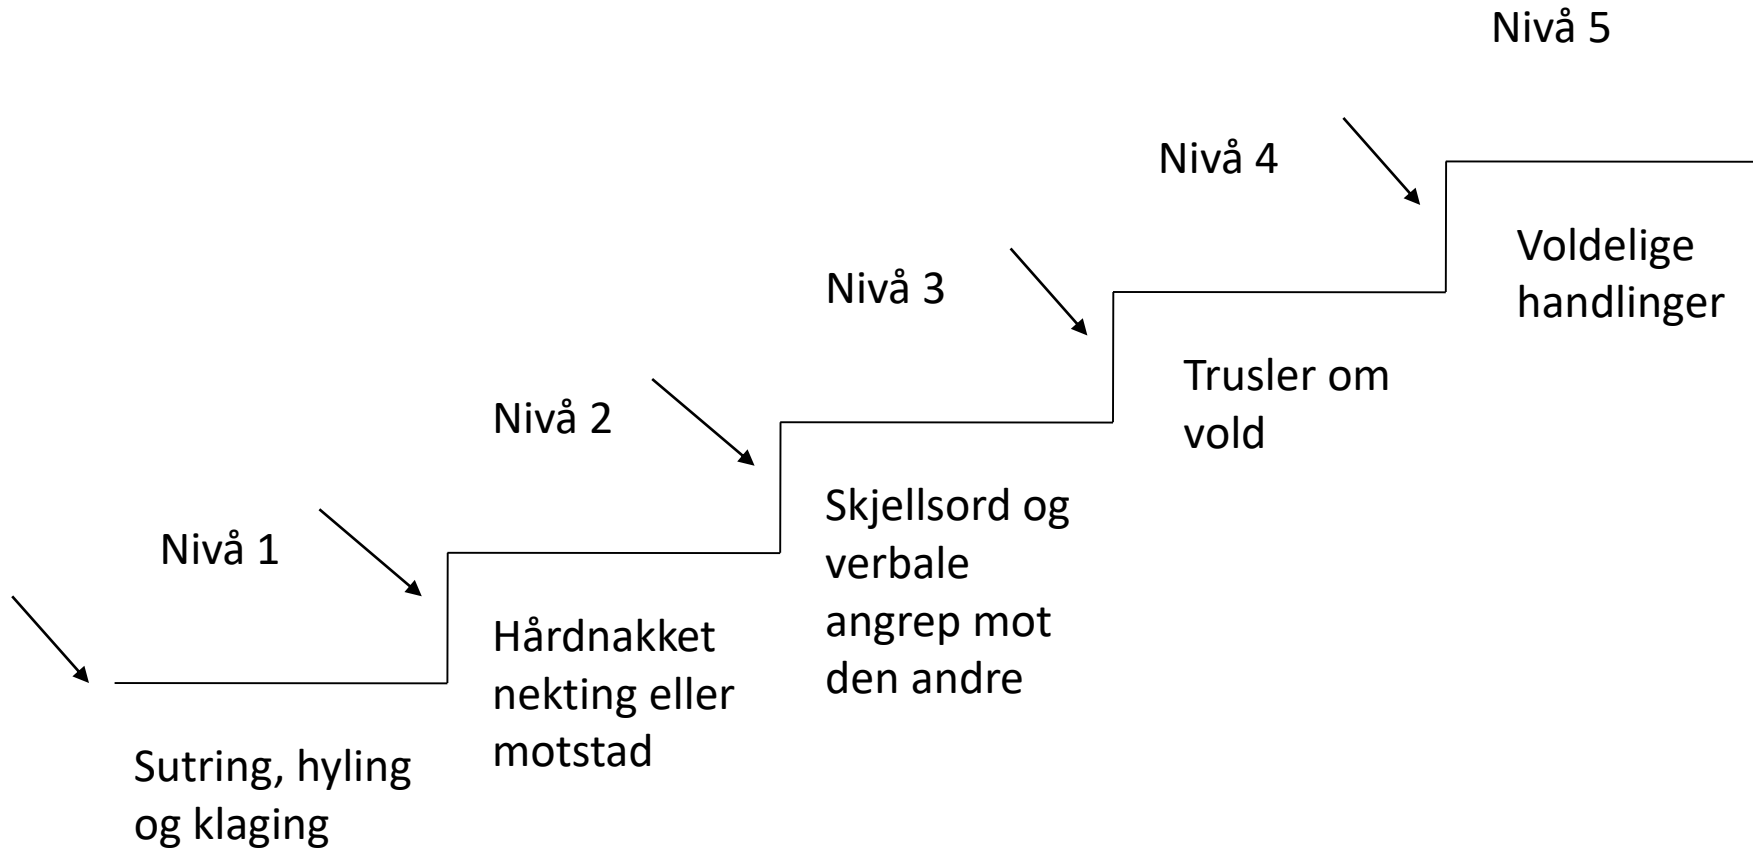 Nivå 1
Sutring, hyling
og klaging
Nivå 2
Hårdnakket
nekting eller
motstad
Nivå 3
Skjellsord og
verbale
angrep mot
den andre
Nivå 4
Trusler om
vold
Nivå 5
Voldelige
handlinger